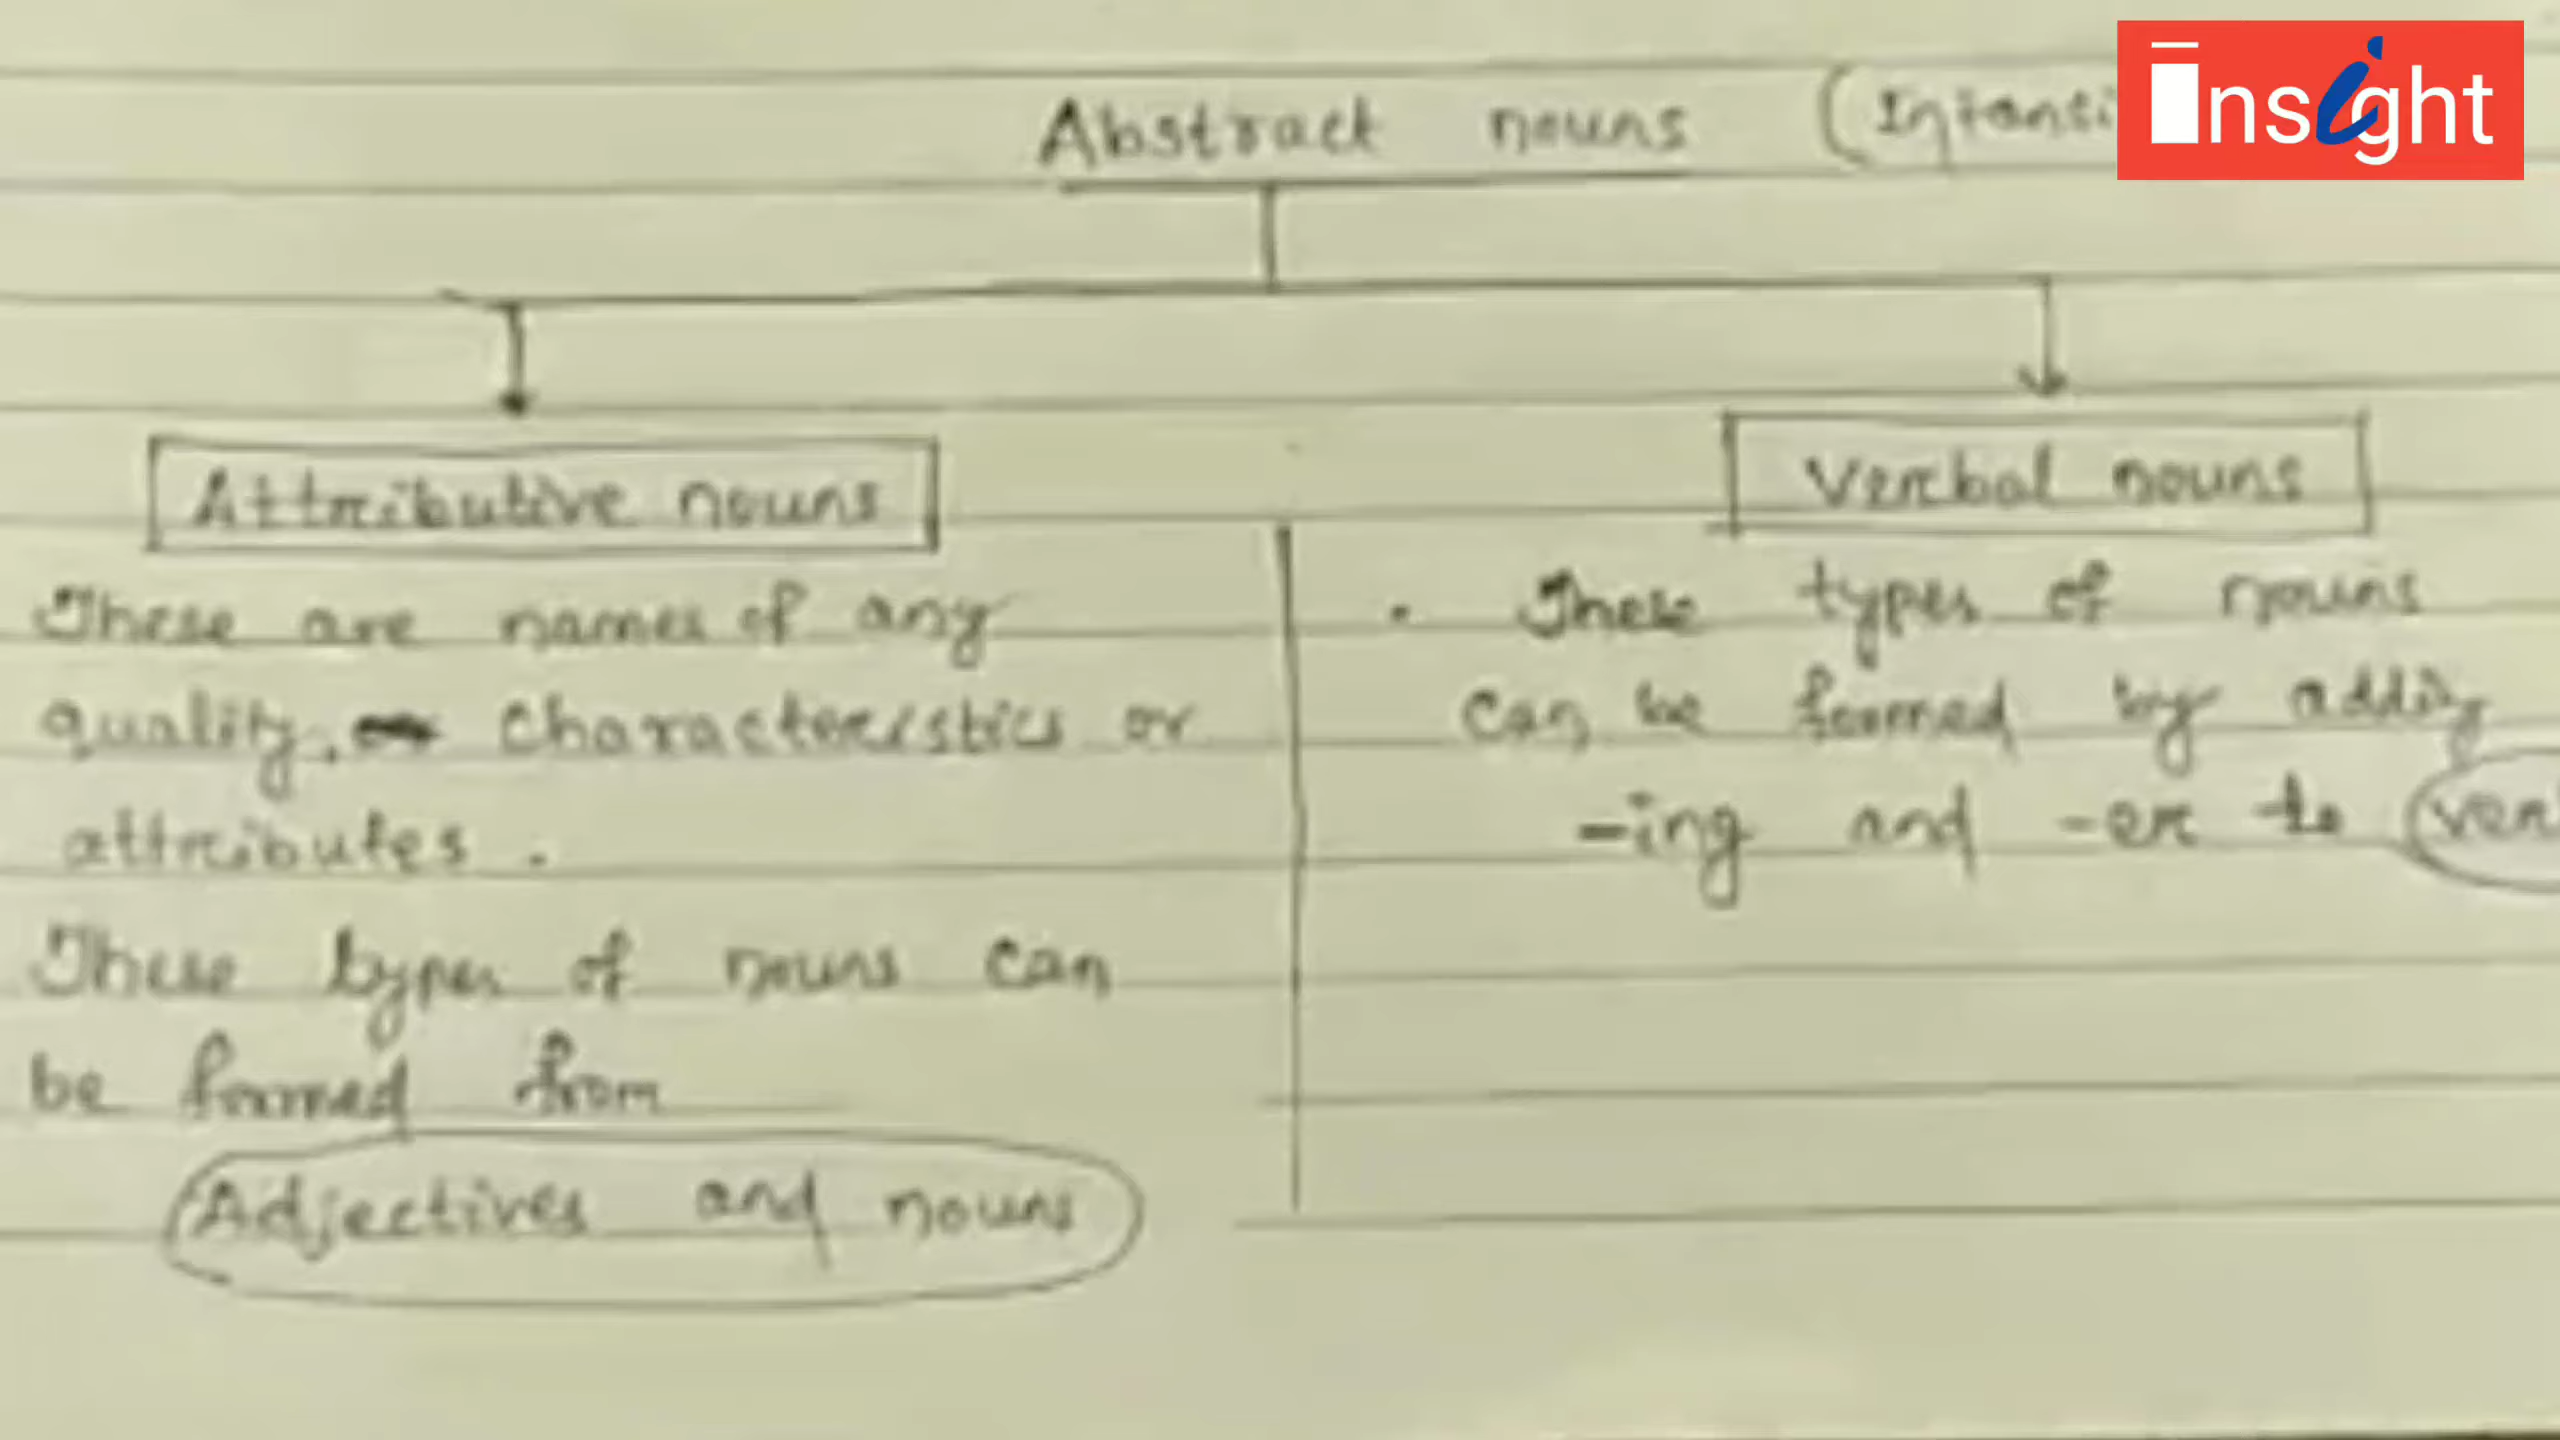 Abstract nouns
Insight
Attributive nouns
Verbal nouns
These are names of any
quality, characteristics or
attributes.
These types of nouns can
be formed from
Adjectives and nouns
. These types of nouns
can be formed by adding
-ing and -er to